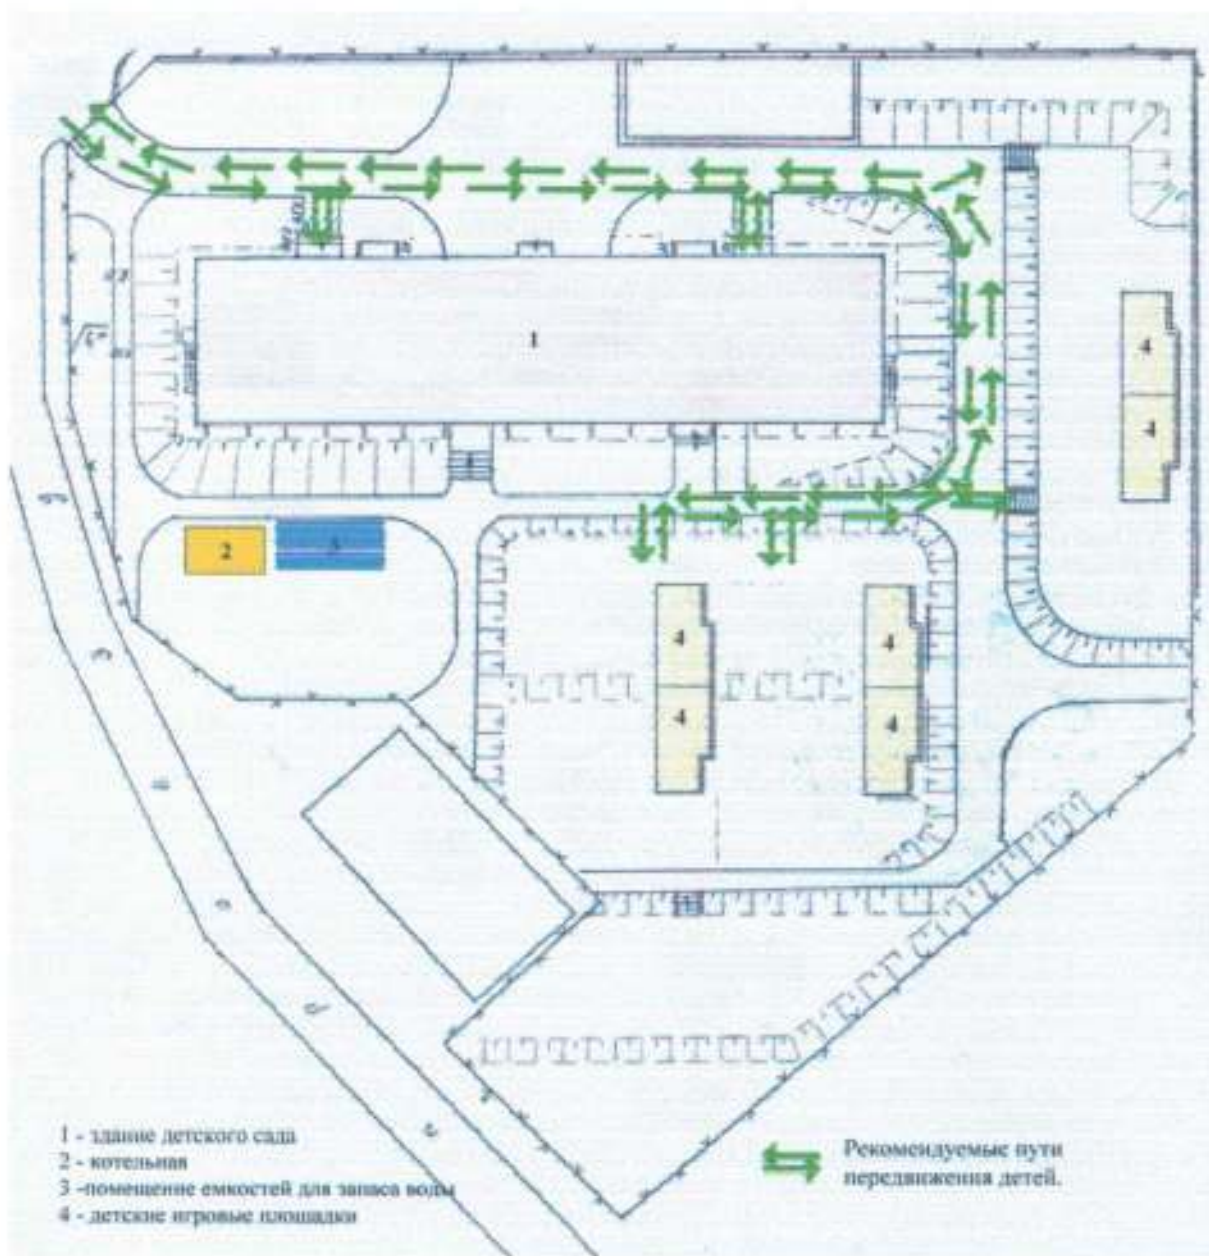 1
4
4
2
3
4
4
4
4
1 - здание детского сада
2 - котельная
3 -помещение емкостей для запаса воды
4 - детские игровые площадки
Рекомендуемые пути
передвижения детей.